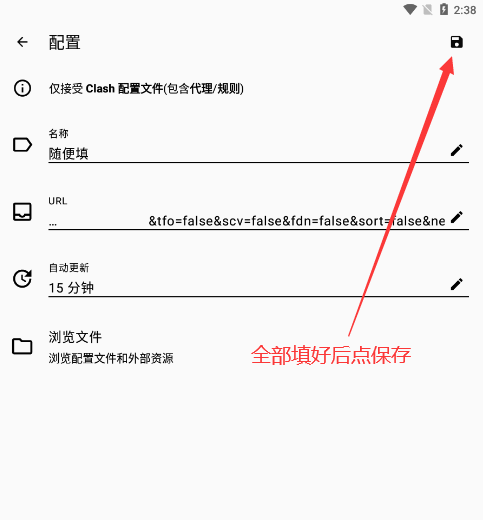 2:38
配置
仅接受 Clash 配置文件(包含代理/规则)
名称
随便填
URL
... &tfo=false&scv=false&fdn=false&sort=false&ne
自动更新
15 分钟
浏览文件
浏览配置文件和外部资源
全部填好后点保存